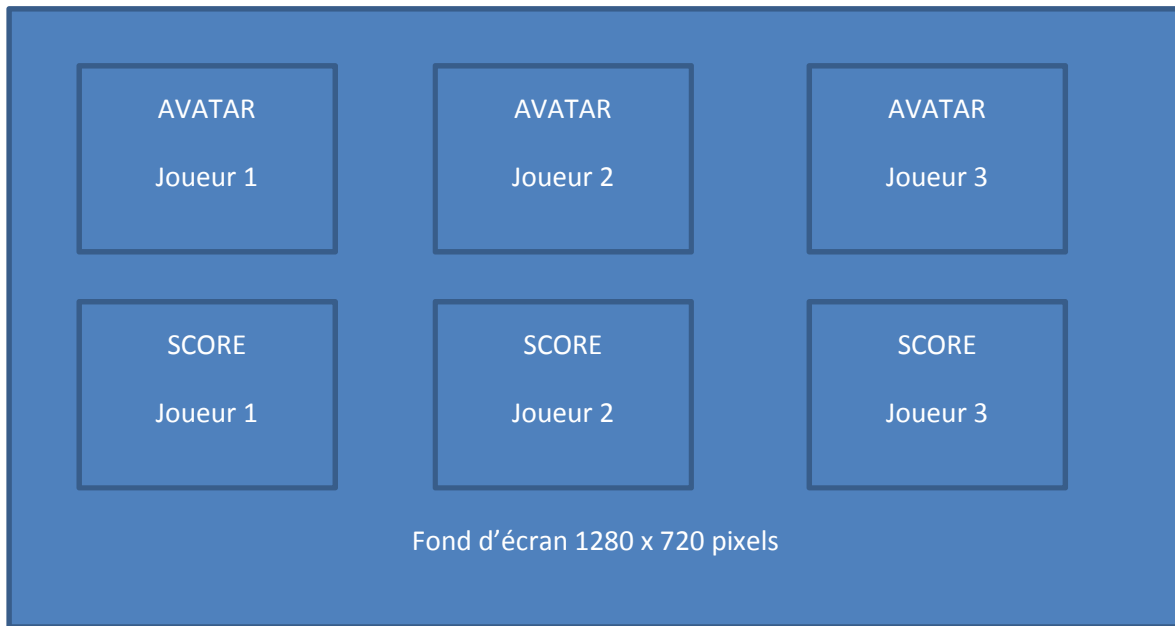 AVATAR
Joueur 1
AVATAR
Joueur 2
AVATAR
Joueur 3
SCORE
Joueur 1
SCORE
Joueur 2
SCORE
Joueur 3
Fond d’écran 1280 x 720 pixels